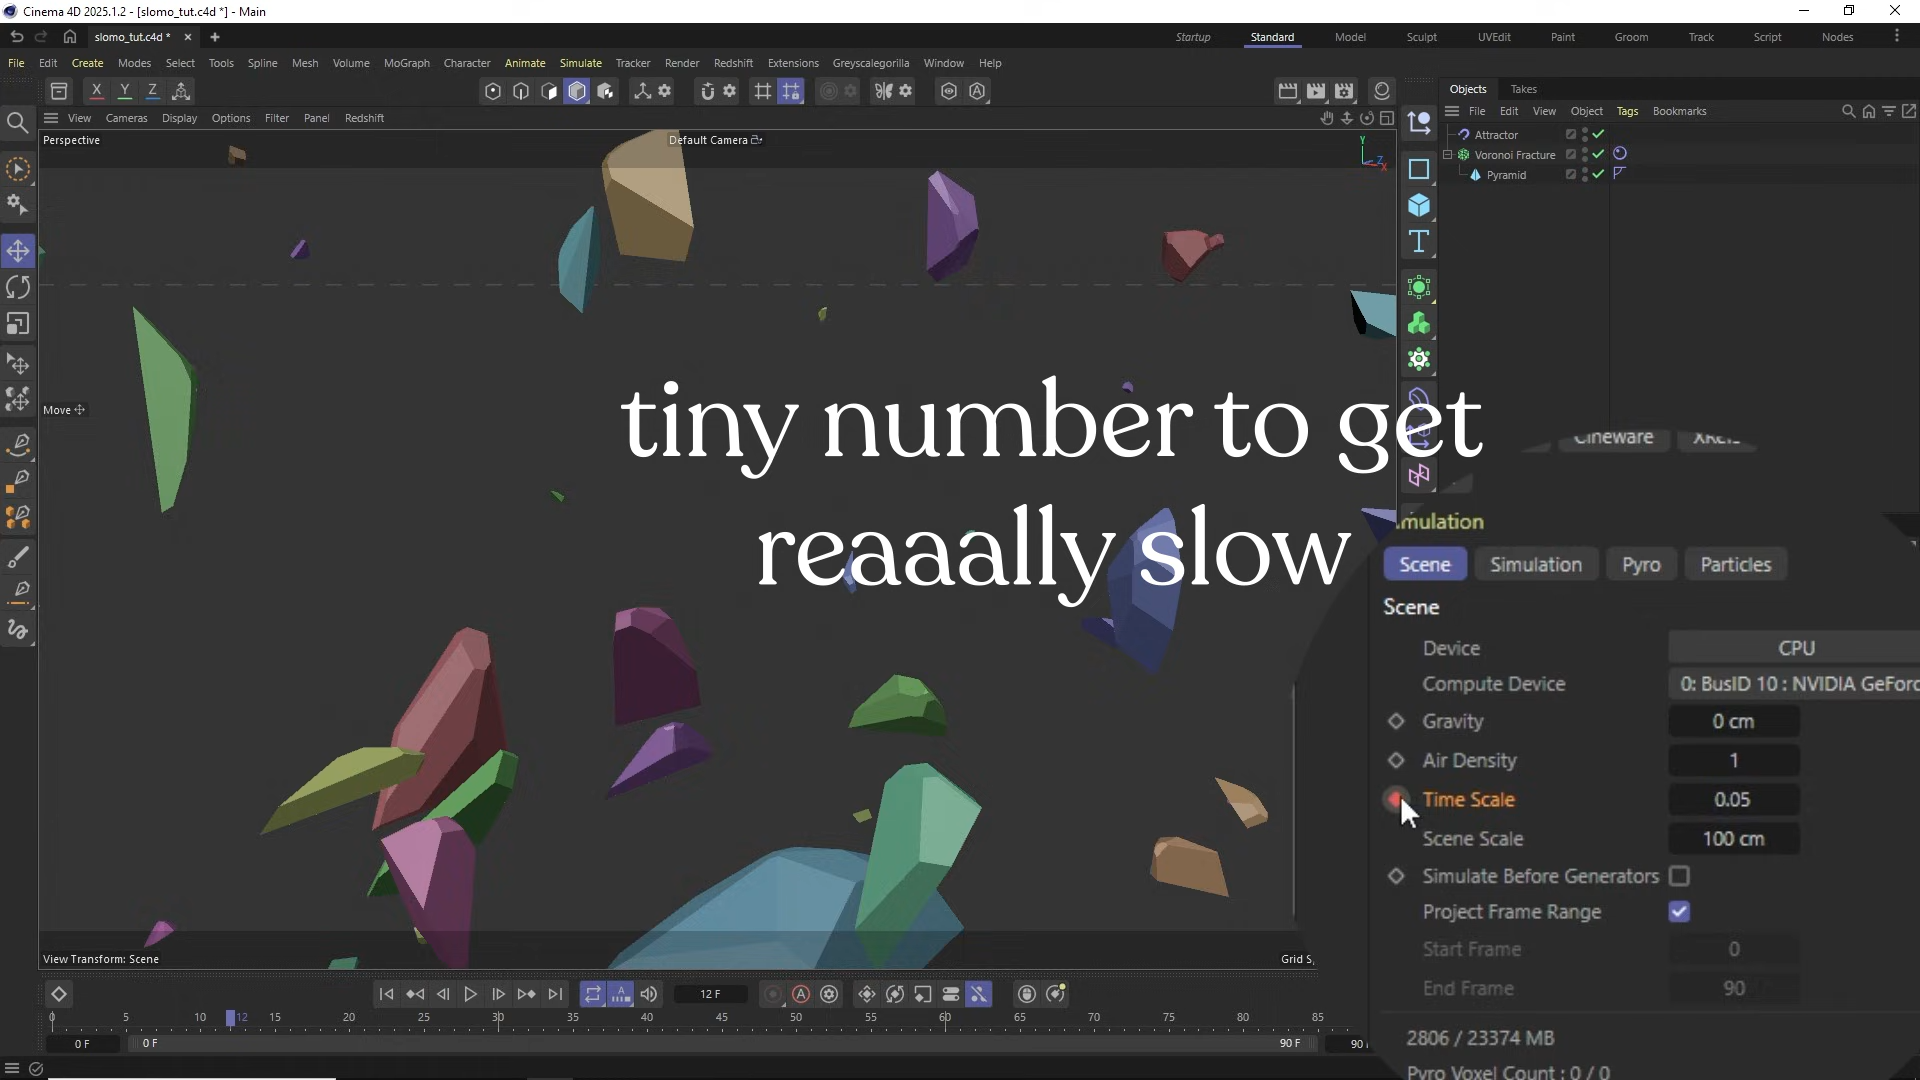 Cinema 4D 2025.1.2 - [slomo_tut.c4d *] - Main
slomo_tut.c4d *
Startup Standard Model Sculpt UVEdit Paint Groom Track Script Nodes
File Edit Create Modes Select Tools Spline Mesh Volume MoGraph Character Animate Simulate Tracker Render Redshift Extensions Greyscalegorilla Window Help
X Y Z
Objects Takes
View Cameras Display Options Filter Panel Redshift
File Edit View Object Tags Bookmarks
Perspective
Default Camera
Y
Z
X
Attractor
Voronoi Fracture
Pyramid
Move
tiny number to get
reaaally slow
Cineware
mulation
Scene Simulation Pyro Particles
Scene
Device CPU
Compute Device 0: BusID 10 : NVIDIA GeForc
Gravity 0 cm
Air Density 1
Time Scale 0.05
Scene Scale 100 cm
Simulate Before Generators
Project Frame Range
Start Frame 0
End Frame 90
View Transform: Scene
Grid S
12 F
0 5 10 12 15 20 25 30 35 40 45 50 55 60 65 70 75 80 85
0 F 0 F 90 F 90
2806 / 23374 MB
Pyro Voxel Count : 0 / 0